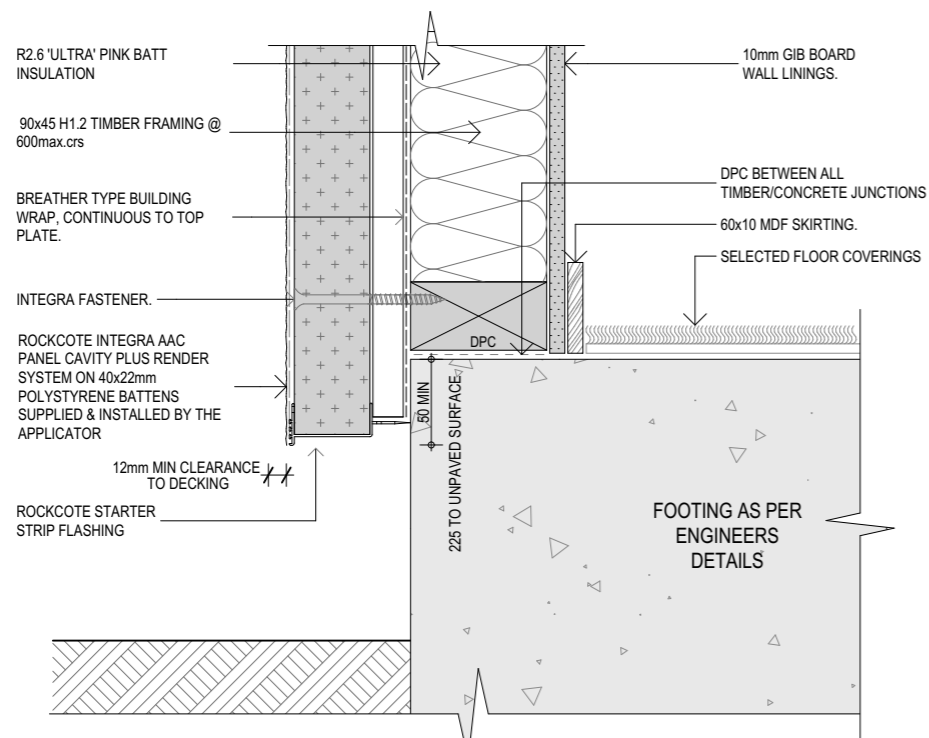 R2.6 'ULTRA' PINK BATT
INSULATION
90x45 H1.2 TIMBER FRAMING @
600max.crs
BREATHER TYPE BUILDING
WRAP, CONTINUOUS TO TOP
PLATE.
INTEGRA FASTENER.
ROCKCOTE INTEGRA AAC
PANEL CAVITY PLUS RENDER
SYSTEM ON 40x22mm
POLYSTYRENE BATTENS
SUPPLIED & INSTALLED BY THE
APPLICATOR
12mm MIN CLEARANCE
TO DECKING
ROCKCOTE STARTER
STRIP FLASHING
10mm GIB BOARD
WALL LININGS.
DPC BETWEEN ALL
TIMBER/CONCRETE JUNCTIONS
60x10 MDF SKIRTING.
SELECTED FLOOR COVERINGS
DPC
50 MIN
225 TO UNPAVED SURFACE
FOOTING AS PER
ENGINEERS
DETAILS